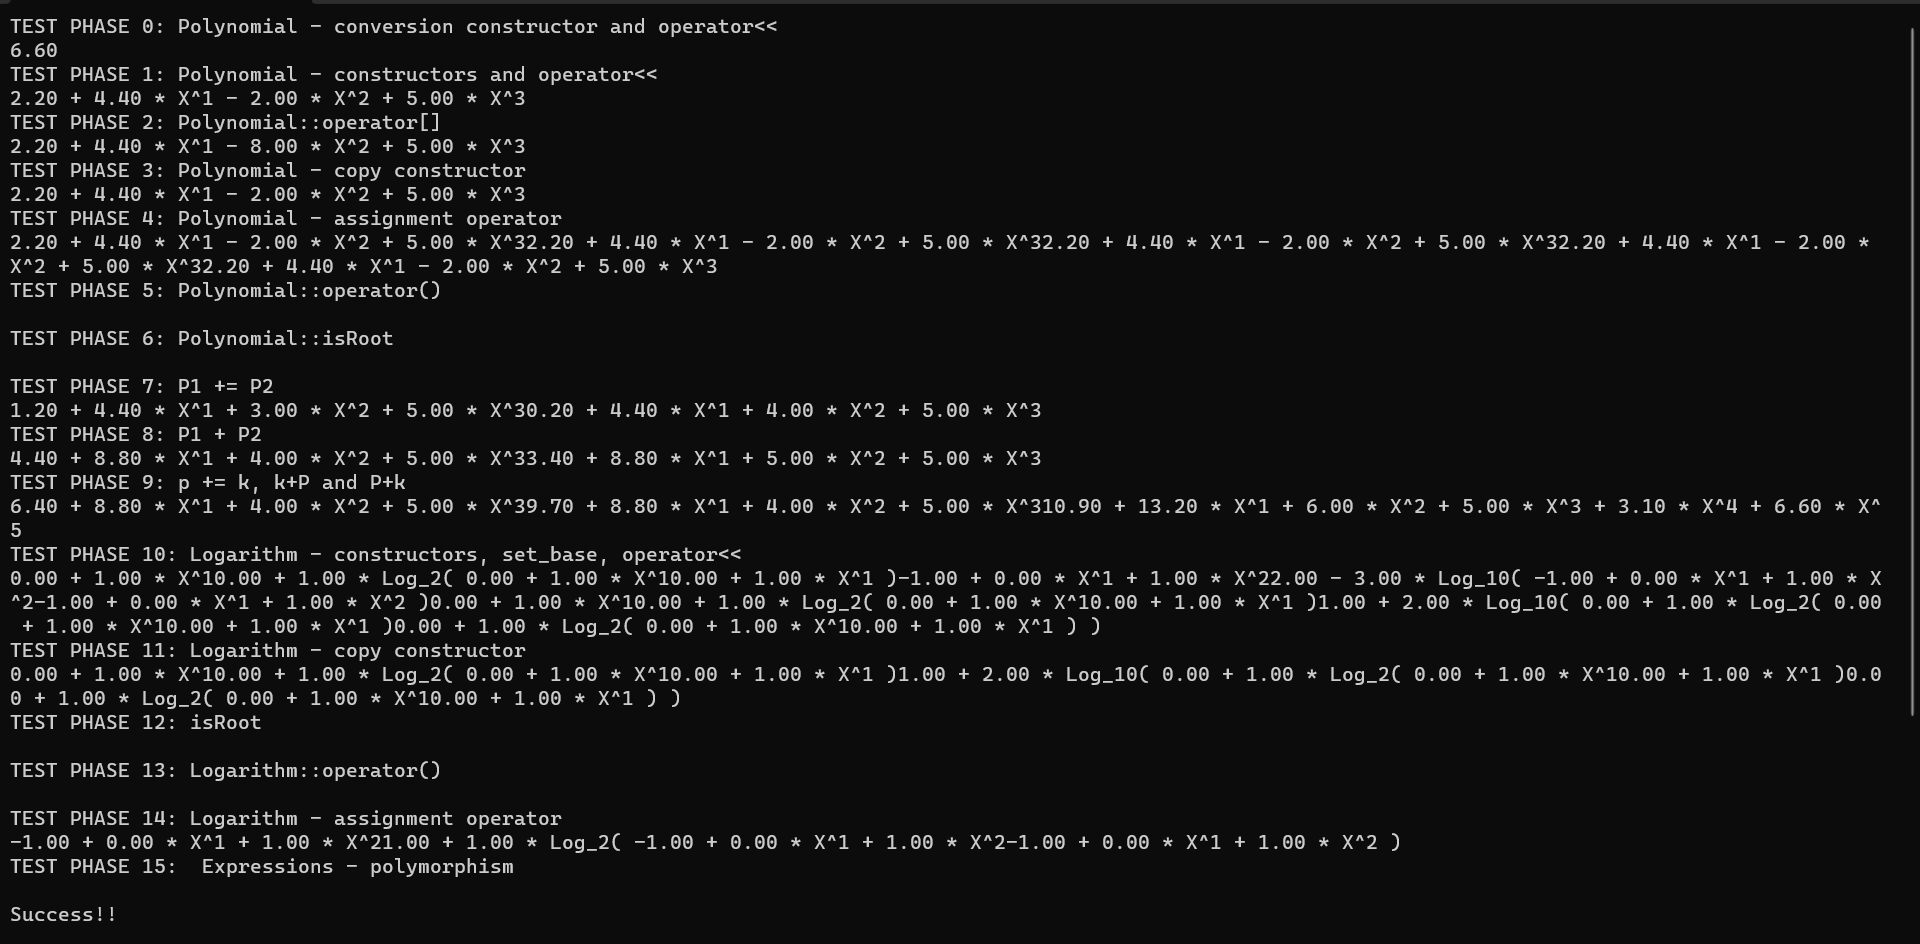 TEST PHASE 0: Polynomial - conversion constructor and operator<<
6.60
TEST PHASE 1: Polynomial - constructors and operator<<
2.20 + 4.40 * X^1 - 2.00 * X^2 + 5.00 * X^3
TEST PHASE 2: Polynomial::operator[]
2.20 + 4.40 * X^1 - 8.00 * X^2 + 5.00 * X^3
TEST PHASE 3: Polynomial - copy constructor
2.20 + 4.40 * X^1 - 2.00 * X^2 + 5.00 * X^3
TEST PHASE 4: Polynomial - assignment operator
2.20 + 4.40 * X^1 - 2.00 * X^2 + 5.00 * X^32.20 + 4.40 * X^1 - 2.00 * X^2 + 5.00 * X^32.20 + 4.40 * X^1 - 2.00 * X^2 + 5.00 * X^32.20 + 4.40 * X^1 - 2.00 *
X^2 + 5.00 * X^32.20 + 4.40 * X^1 - 2.00 * X^2 + 5.00 * X^3
TEST PHASE 5: Polynomial::operator()

TEST PHASE 6: Polynomial::isRoot

TEST PHASE 7: P1 += P2
1.20 + 4.40 * X^1 + 3.00 * X^2 + 5.00 * X^30.20 + 4.40 * X^1 + 4.00 * X^2 + 5.00 * X^3
TEST PHASE 8: P1 + P2
4.40 + 8.80 * X^1 + 4.00 * X^2 + 5.00 * X^33.40 + 8.80 * X^1 + 5.00 * X^2 + 5.00 * X^3
TEST PHASE 9: p += k, k+P and P+k
6.40 + 8.80 * X^1 + 4.00 * X^2 + 5.00 * X^39.70 + 8.80 * X^1 + 4.00 * X^2 + 5.00 * X^310.90 + 13.20 * X^1 + 6.00 * X^2 + 5.00 * X^3 + 3.10 * X^4 + 6.60 * X^
5
TEST PHASE 10: Logarithm - constructors, set_base, operator<<
0.00 + 1.00 * X^10.00 + 1.00 * Log_2( 0.00 + 1.00 * X^10.00 + 1.00 * X^1 )-1.00 + 0.00 * X^1 + 1.00 * X^22.00 - 3.00 * Log_10( -1.00 + 0.00 * X^1 + 1.00 * X
^2-1.00 + 0.00 * X^1 + 1.00 * X^2 )0.00 + 1.00 * X^10.00 + 1.00 * Log_2( 0.00 + 1.00 * X^10.00 + 1.00 * X^1 )1.00 + 2.00 * Log_10( 0.00 + 1.00 * Log_2( 0.00
 + 1.00 * X^10.00 + 1.00 * X^1 )0.00 + 1.00 * Log_2( 0.00 + 1.00 * X^10.00 + 1.00 * X^1 ) )
TEST PHASE 11: Logarithm - copy constructor
0.00 + 1.00 * X^10.00 + 1.00 * Log_2( 0.00 + 1.00 * X^10.00 + 1.00 * X^1 )1.00 + 2.00 * Log_10( 0.00 + 1.00 * Log_2( 0.00 + 1.00 * X^10.00 + 1.00 * X^1 )0.0
0 + 1.00 * Log_2( 0.00 + 1.00 * X^10.00 + 1.00 * X^1 ) )
TEST PHASE 12: isRoot

TEST PHASE 13: Logarithm::operator()

TEST PHASE 14: Logarithm - assignment operator
-1.00 + 0.00 * X^1 + 1.00 * X^21.00 + 1.00 * Log_2( -1.00 + 0.00 * X^1 + 1.00 * X^2-1.00 + 0.00 * X^1 + 1.00 * X^2 )
TEST PHASE 15:  Expressions - polymorphism

Success!!